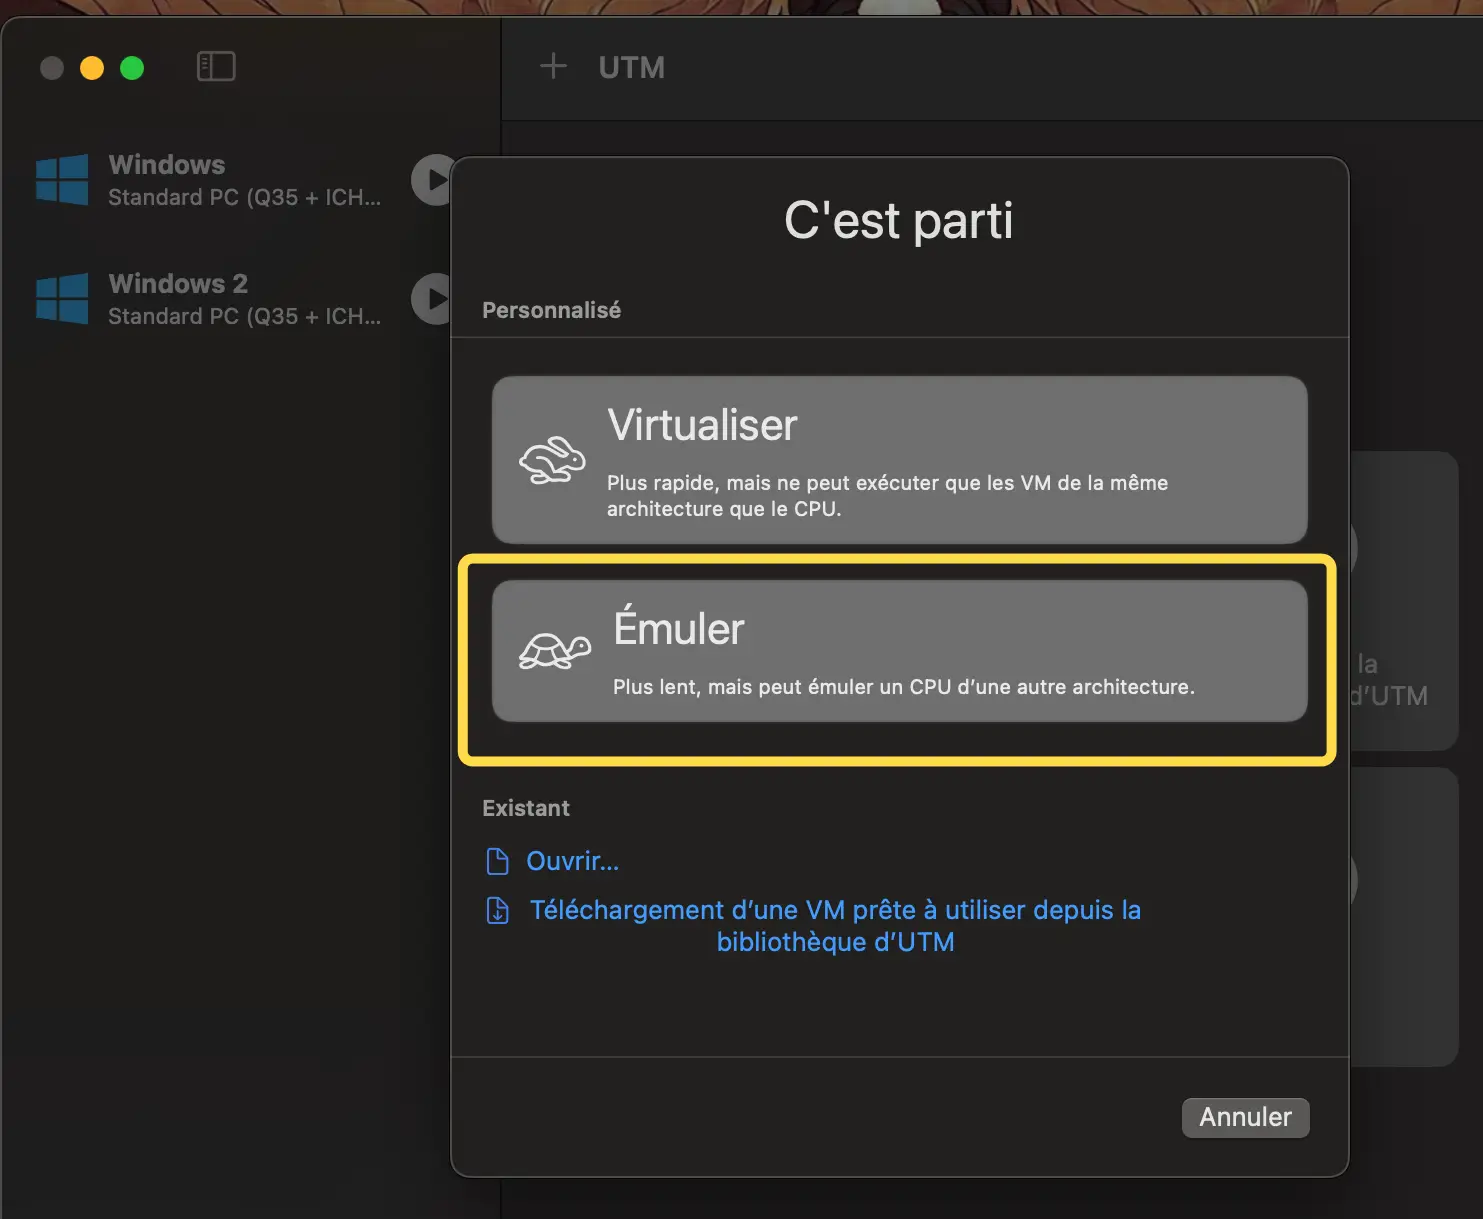 UTM
Windows
Standard PC (Q35 + ICH...
Windows 2
Standard PC (Q35 + ICH...
C'est parti
Personnalisé
Virtualiser
Plus rapide, mais ne peut exécuter que les VM de la même
architecture que le CPU.
Émuler
Plus lent, mais peut émuler un CPU d’une autre architecture.
Existant
Ouvrir...
Téléchargement d’une VM prête à utiliser depuis la
bibliothèque d’UTM
Annuler
la
d’UTM